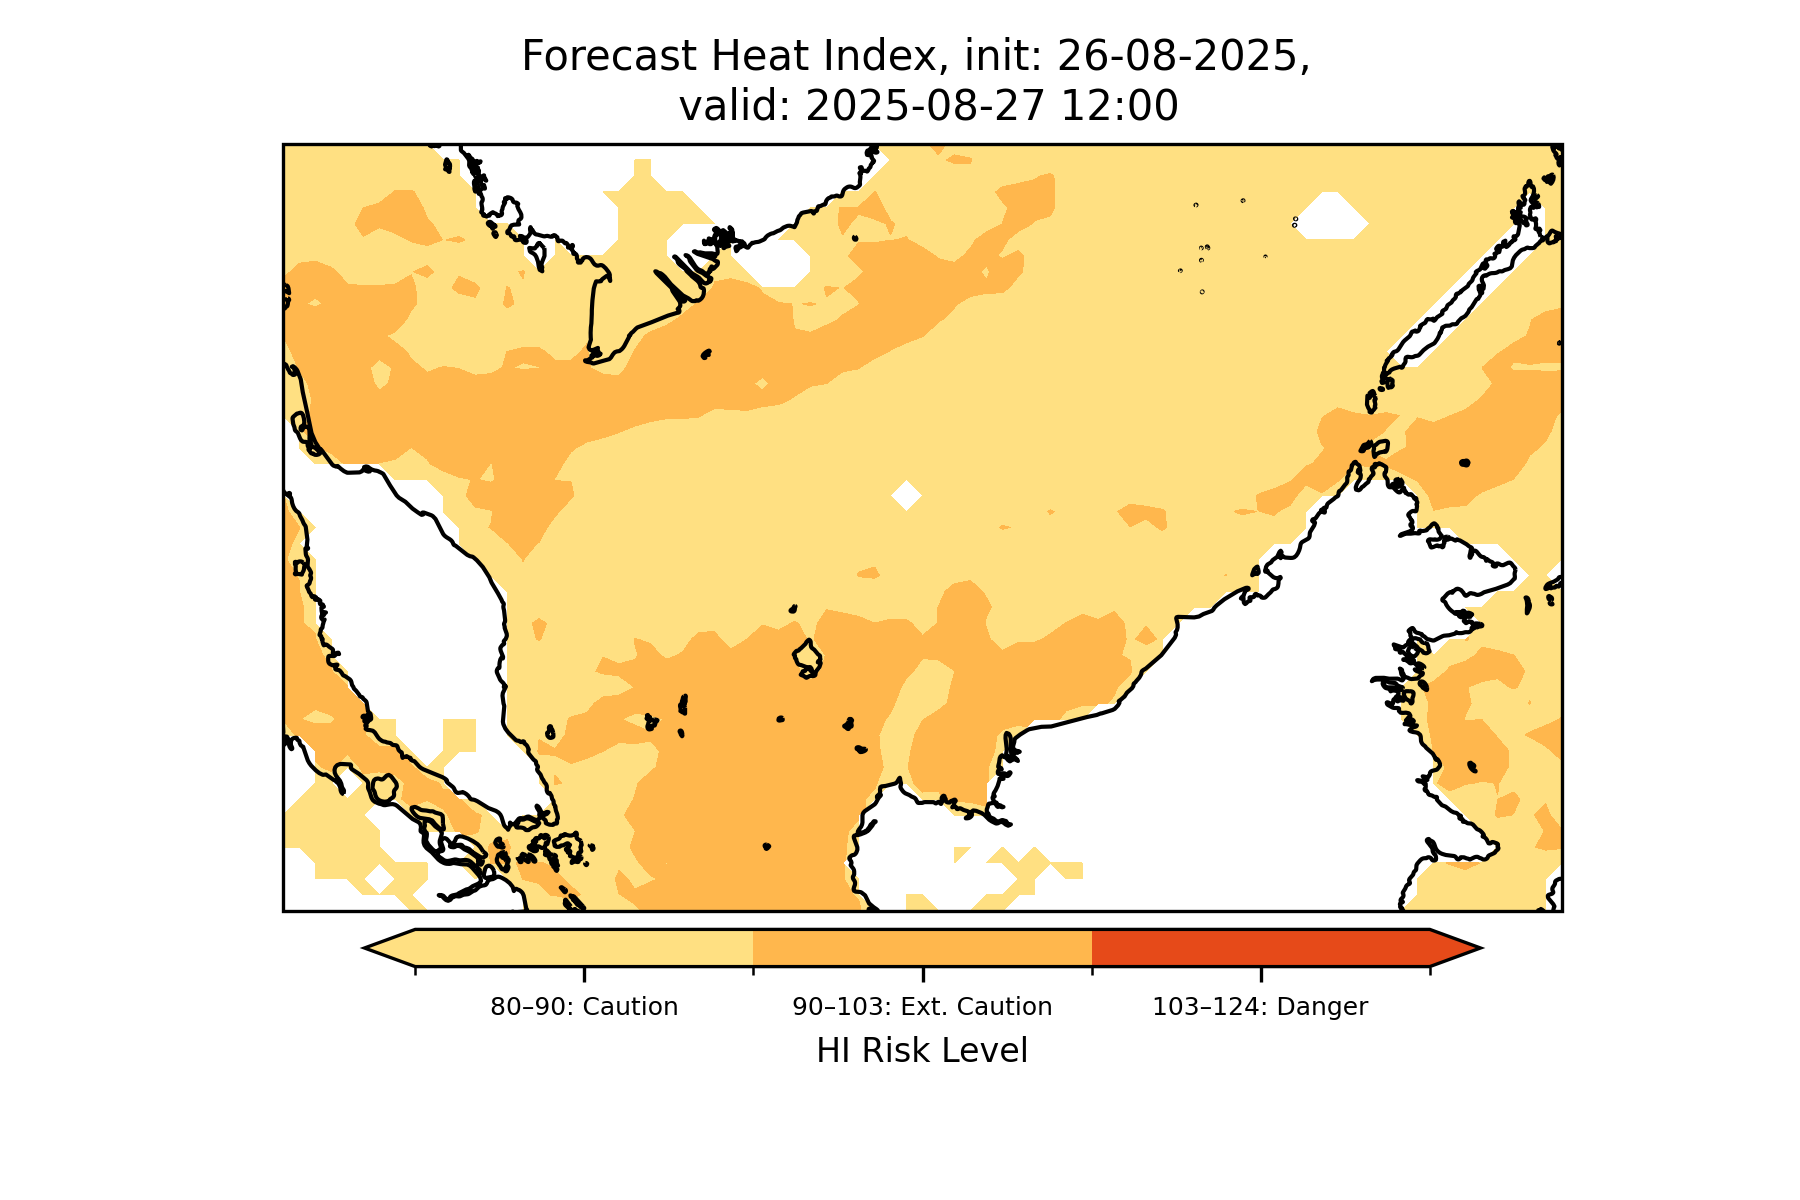 Forecast Heat Index, init: 26-08-2025,
valid: 2025-08-27 12:00
80–90: Caution
90–103: Ext. Caution
103–124: Danger
HI Risk Level